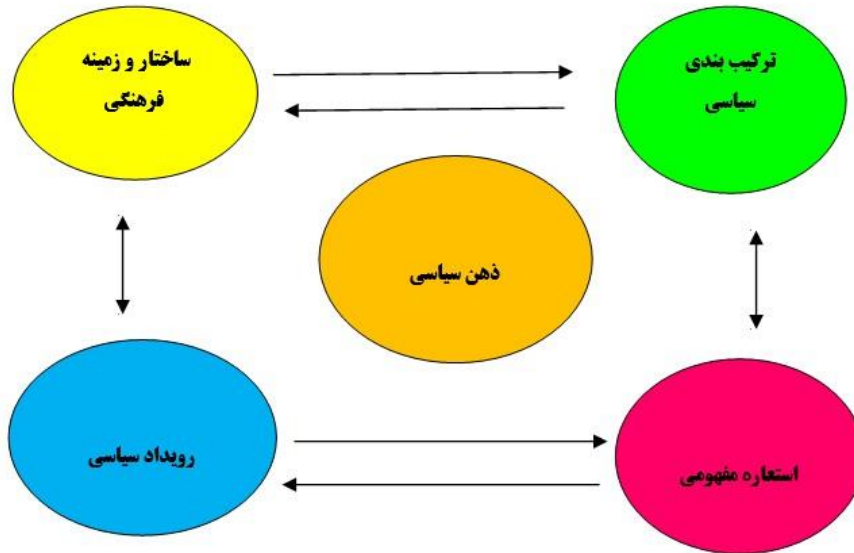 ساختار و زمینه
فرهنگی
ترکیب بندی
سیاسی
ذهن سیاسی
رویداد سیاسی
استعاره مفهومی